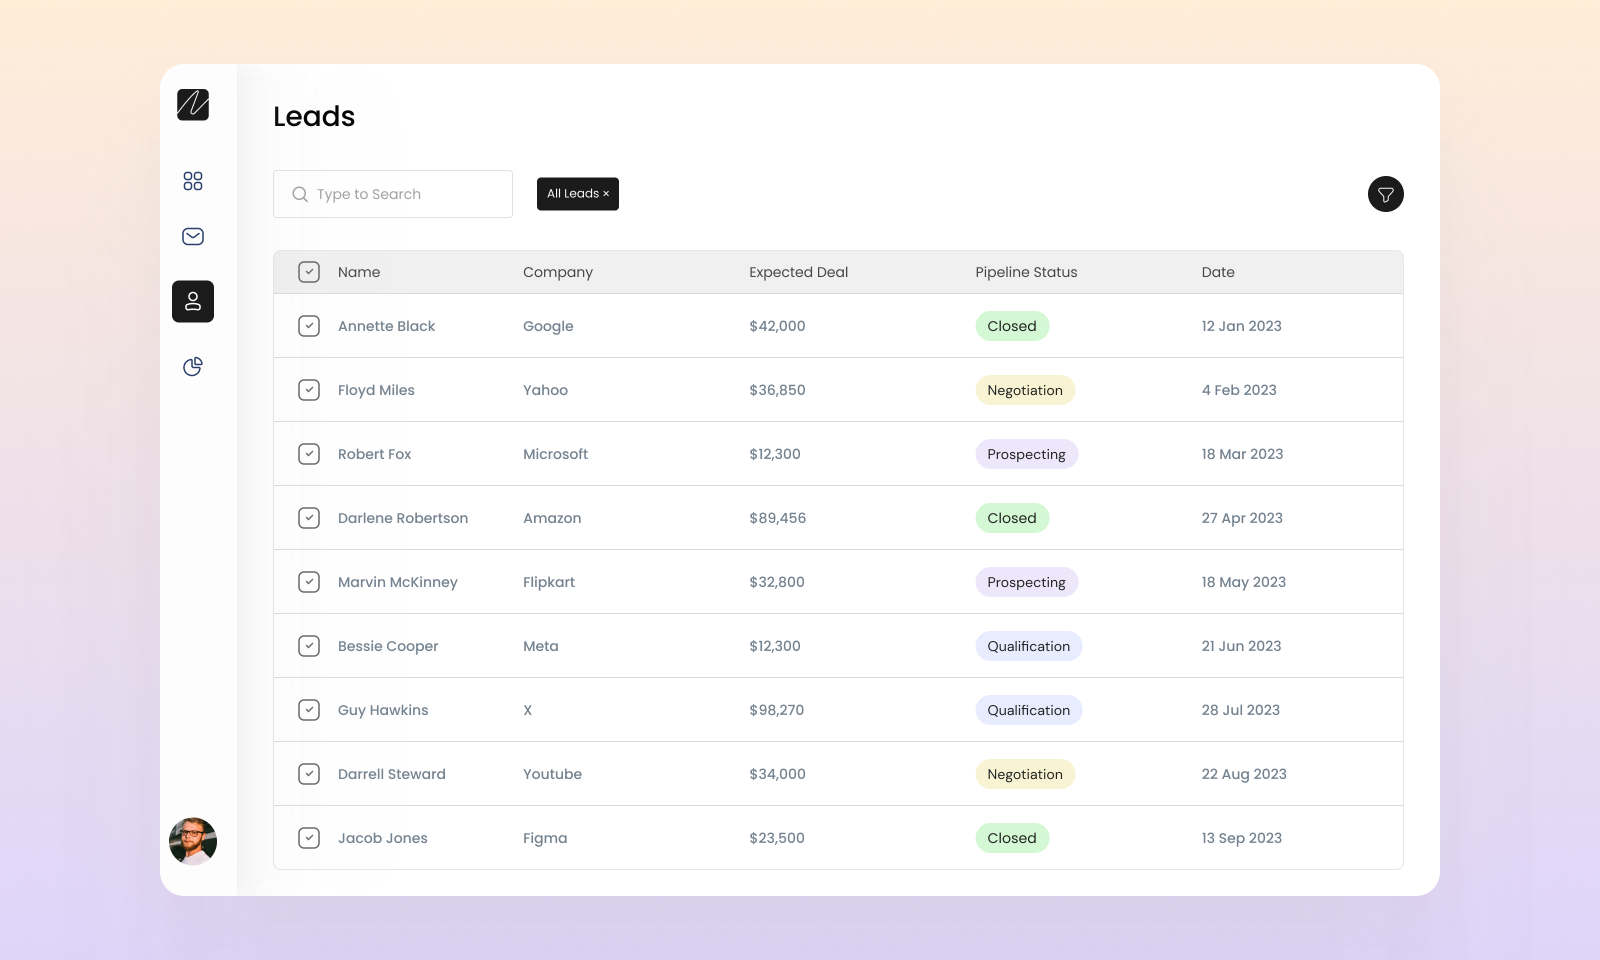 Leads
Type to Search
All Leads ×
Name Company Expected Deal Pipeline Status Date
Annette Black Google $42,000 Closed 12 Jan 2023
Floyd Miles Yahoo $36,850 Negotiation 4 Feb 2023
Robert Fox Microsoft $12,300 Prospecting 18 Mar 2023
Darlene Robertson Amazon $89,456 Closed 27 Apr 2023
Marvin McKinney Flipkart $32,800 Prospecting 18 May 2023
Bessie Cooper Meta $12,300 Qualification 21 Jun 2023
Guy Hawkins X $98,270 Qualification 28 Jul 2023
Darrell Steward Youtube $34,000 Negotiation 22 Aug 2023
Jacob Jones Figma $23,500 Closed 13 Sep 2023